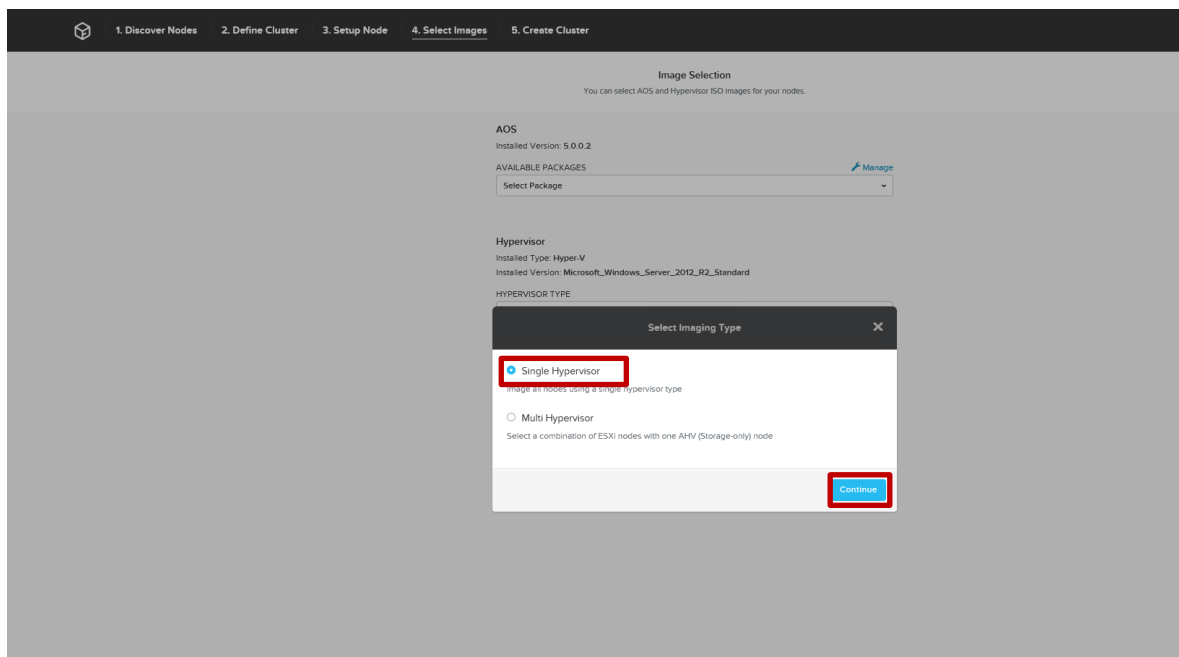 1. Discover Nodes 2. Define Cluster 3. Setup Node 4. Select Images 5. Create Cluster
Image Selection
You can select AOS and Hypervisor ISO images for your nodes.
AOS
Installed Version: 5.0.0.2
AVAILABLE PACKAGES Manage
Select Package
Hypervisor
Installed Type: Hyper-V
Installed Version: Microsoft_Windows_Server_2012_R2_Standard
HYPERVISOR TYPE
Select Imaging Type
Single Hypervisor
Image all nodes using a single hypervisor type
Multi Hypervisor
Select a combination of ESXi nodes with one AHV (Storage-only) node
Continue